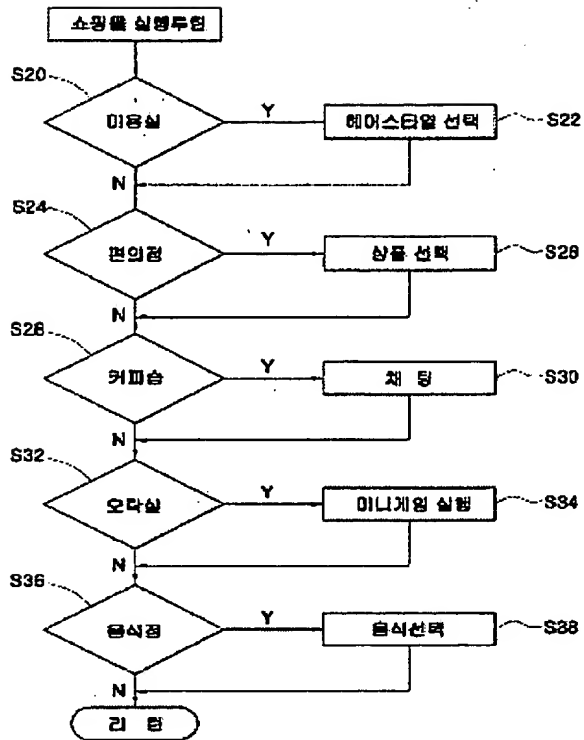 쇼핑몰 실행루틴
S20
미용실
Y
헤어스타일 선택
S22
N
S24
편의점
Y
상품 선택
S26
N
S28
커피숍
Y
채 팅
S30
N
S32
오락실
Y
미니게임 실행
S34
N
S36
음식점
Y
음식선택
S38
N
리 턴